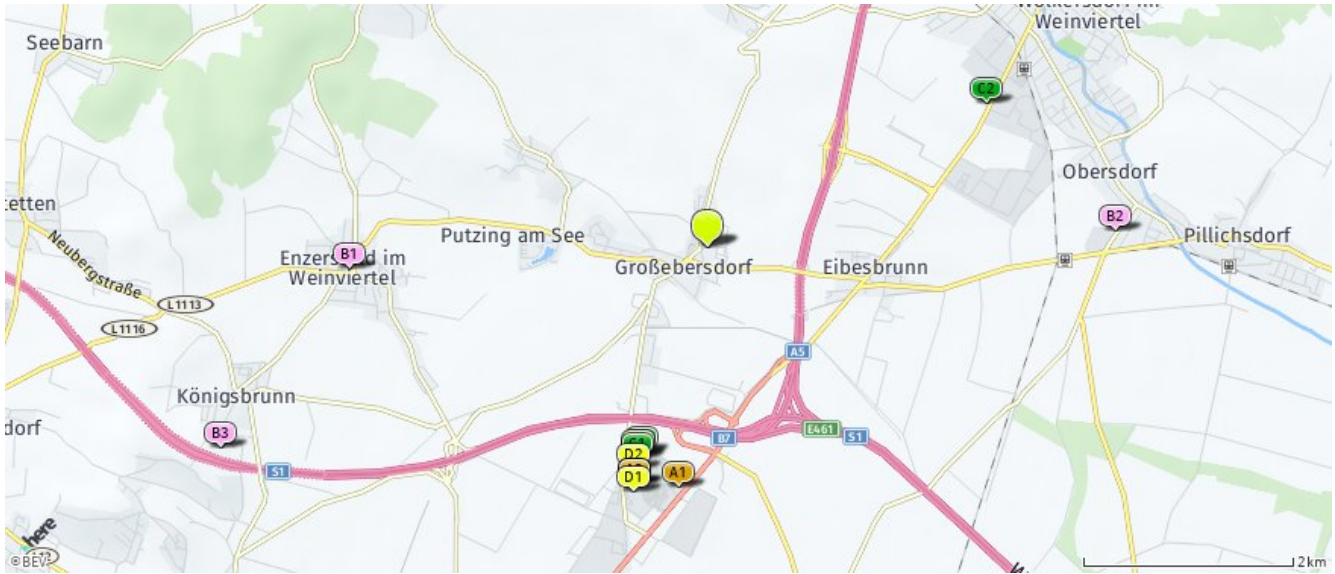 Wolkersdorf im
Weinviertel
Seebarn
C2
Obersdorf
etten
B2
Pillichsdorf
Neubergstraße
B1
Enzersfeld im
Weinviertel
Putzing am See
Großebersdorf
Eibesbrunn
L1113
L1116
A5
Königsbrunn
dorf
B3
S1
C1
D2
D1
A1
B7
E461
S1
here
©BEV
2km